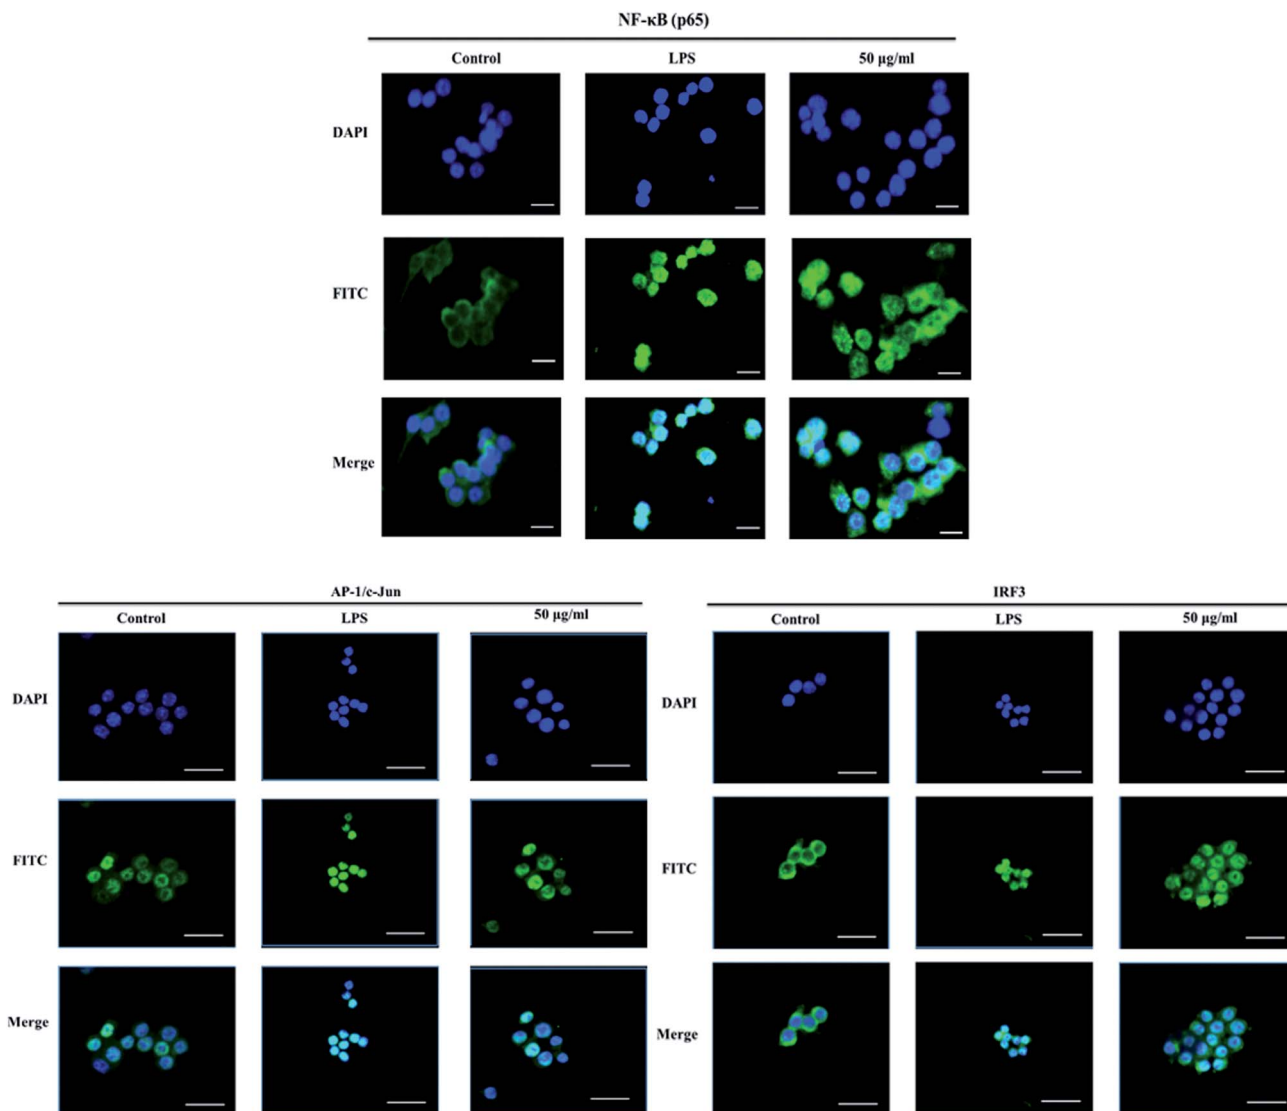 NF-κB (p65)
Control LPS 50 μg/ml
DAPI
FITC
Merge
AP-1/c-Jun
Control LPS 50 μg/ml
DAPI
FITC
Merge
IRF3
Control LPS 50 μg/ml
DAPI
FITC
Merge